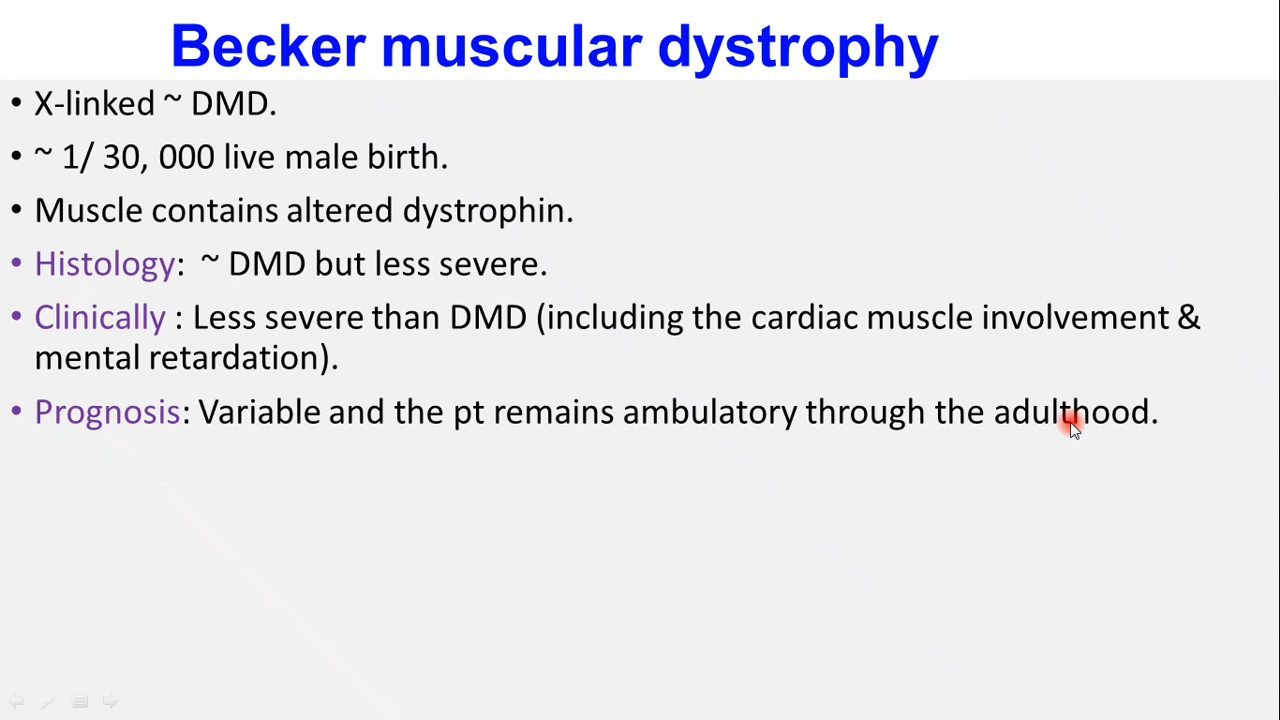 Becker muscular dystrophy
• X-linked ~ DMD.
• ~ 1/ 30, 000 live male birth.
• Muscle contains altered dystrophin.
• Histology:  ~ DMD but less severe.
• Clinically : Less severe than DMD (including the cardiac muscle involvement &
mental retardation).
• Prognosis: Variable and the pt remains ambulatory through the adulthood.